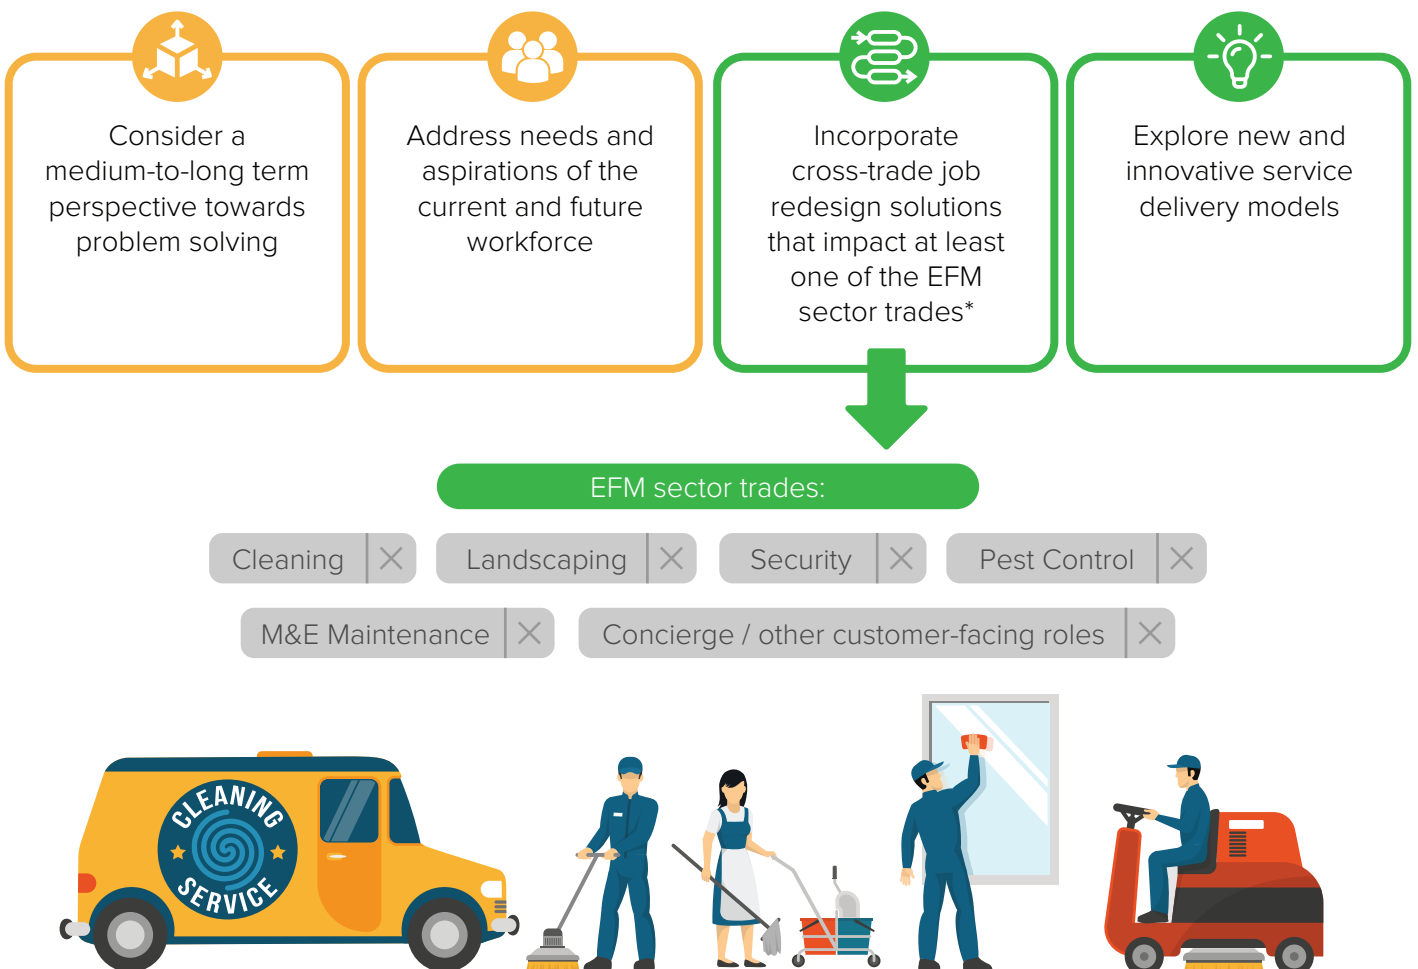 Consider a
medium-to-long term
perspective towards
problem solving
Address needs and
aspirations of the
current and future
workforce
Incorporate
cross-trade job
redesign solutions
that impact at least
one of the EFM
sector trades*
Explore new and
innovative service
delivery models
EFM sector trades:
Cleaning
Landscaping
Security
Pest Control
M&E Maintenance
Concierge / other customer-facing roles
CLEANING
SERVICE